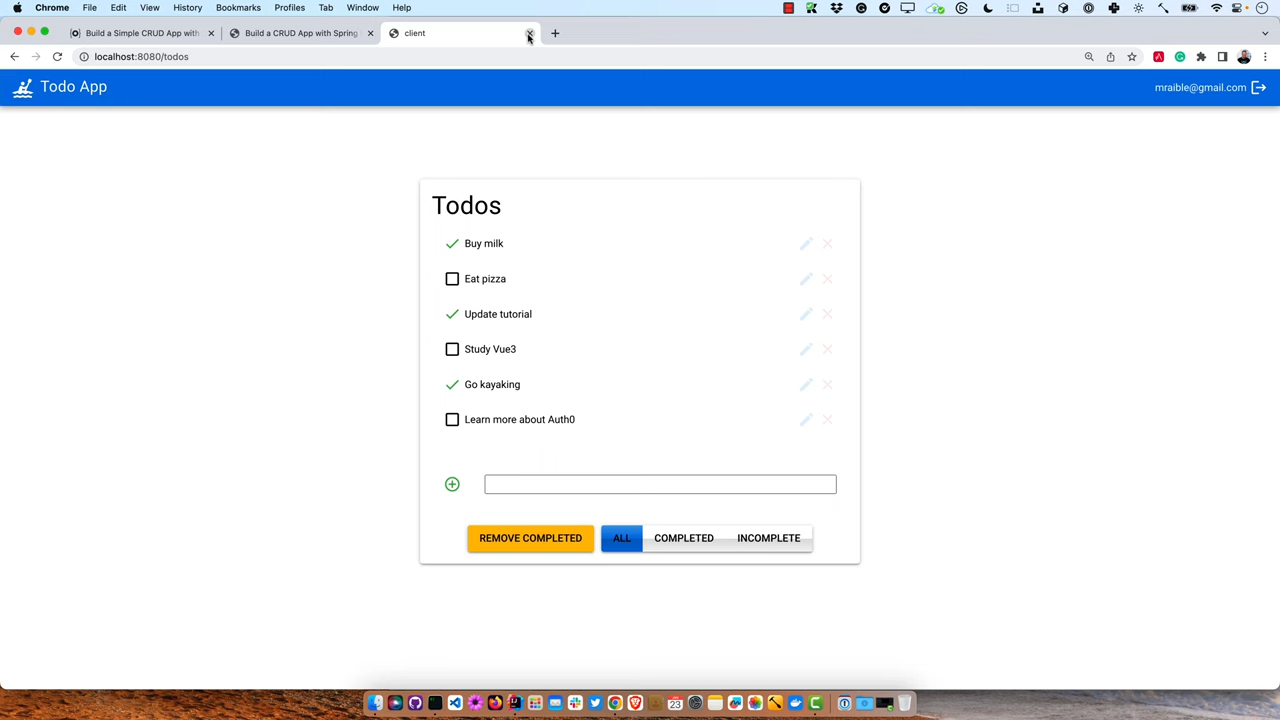 Chrome File Edit View History Bookmarks Profiles Tab Window Help
Build a Simple CRUD App with
Build a CRUD App with Spring
client
localhost:8080/todos
Todo App
mraible@gmail.com
Todos
Buy milk
Eat pizza
Update tutorial
Study Vue3
Go kayaking
Learn more about Auth0
REMOVE COMPLETED
ALL COMPLETED INCOMPLETE
23